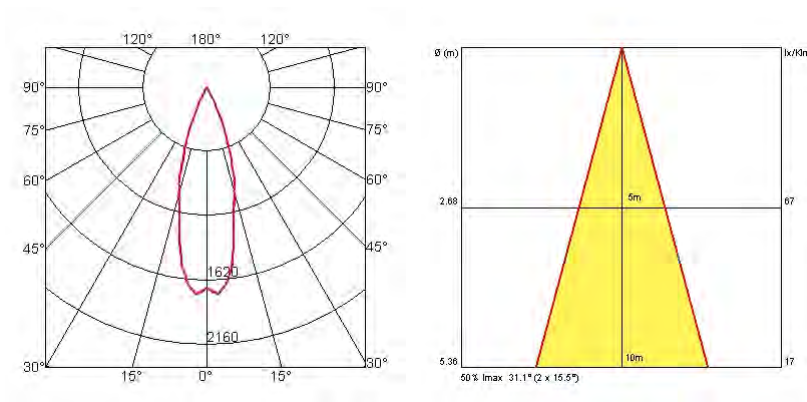 120° 180° 120°
90° 90°
75° 75°
60° 60°
45° 45°
1620
2160
30° 30°
15° 0° 15°
Ø (m) lx/Klm
5m
2.68 67
10m
5.36 17
50% Imax 31.1° (2 x 15.5°)